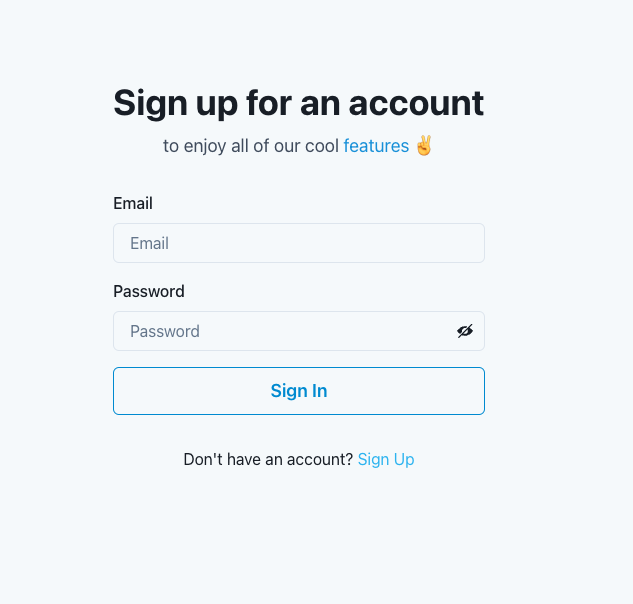 Sign up for an account
to enjoy all of our cool features ✌️
Email
Email
Password
Password
Sign In
Don't have an account? Sign Up